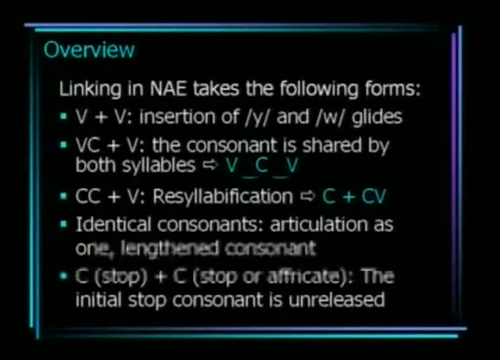 Overview
Linking in NAE takes the following forms:
▪ V + V: insertion of /y/ and /w/ glides
▪ VC + V: the consonant is shared by
both syllables ⇨ V _C _V
▪ CC + V: Resyllabification ⇨ C + CV
▪ Identical consonants: articulation as
one, lengthened consonant
▪ C (stop) + C (stop or affricate): The
initial stop consonant is unreleased